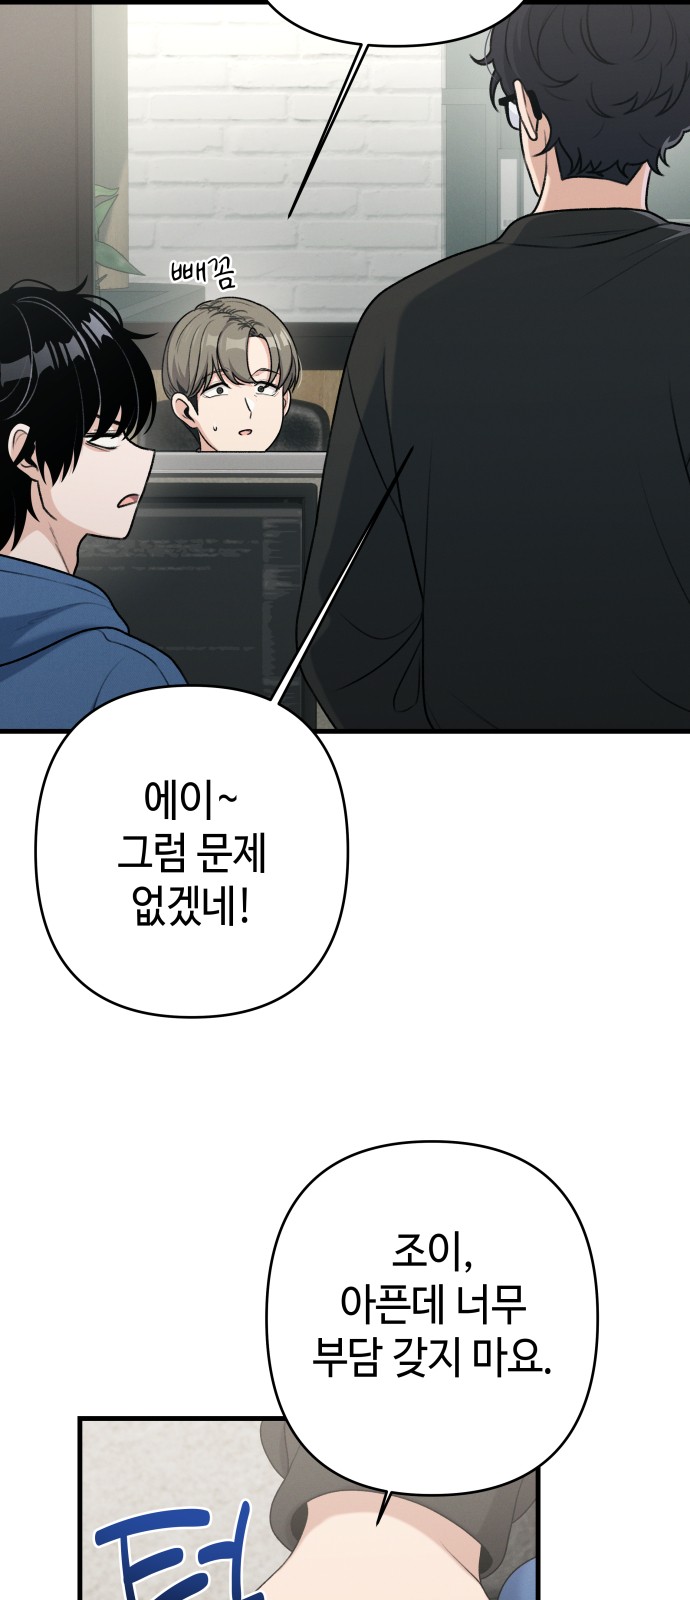 빼꼼
에이~
그럼 문제
없겠네!
조이,
아픈데 너무
부담 갖지 마요.
턱